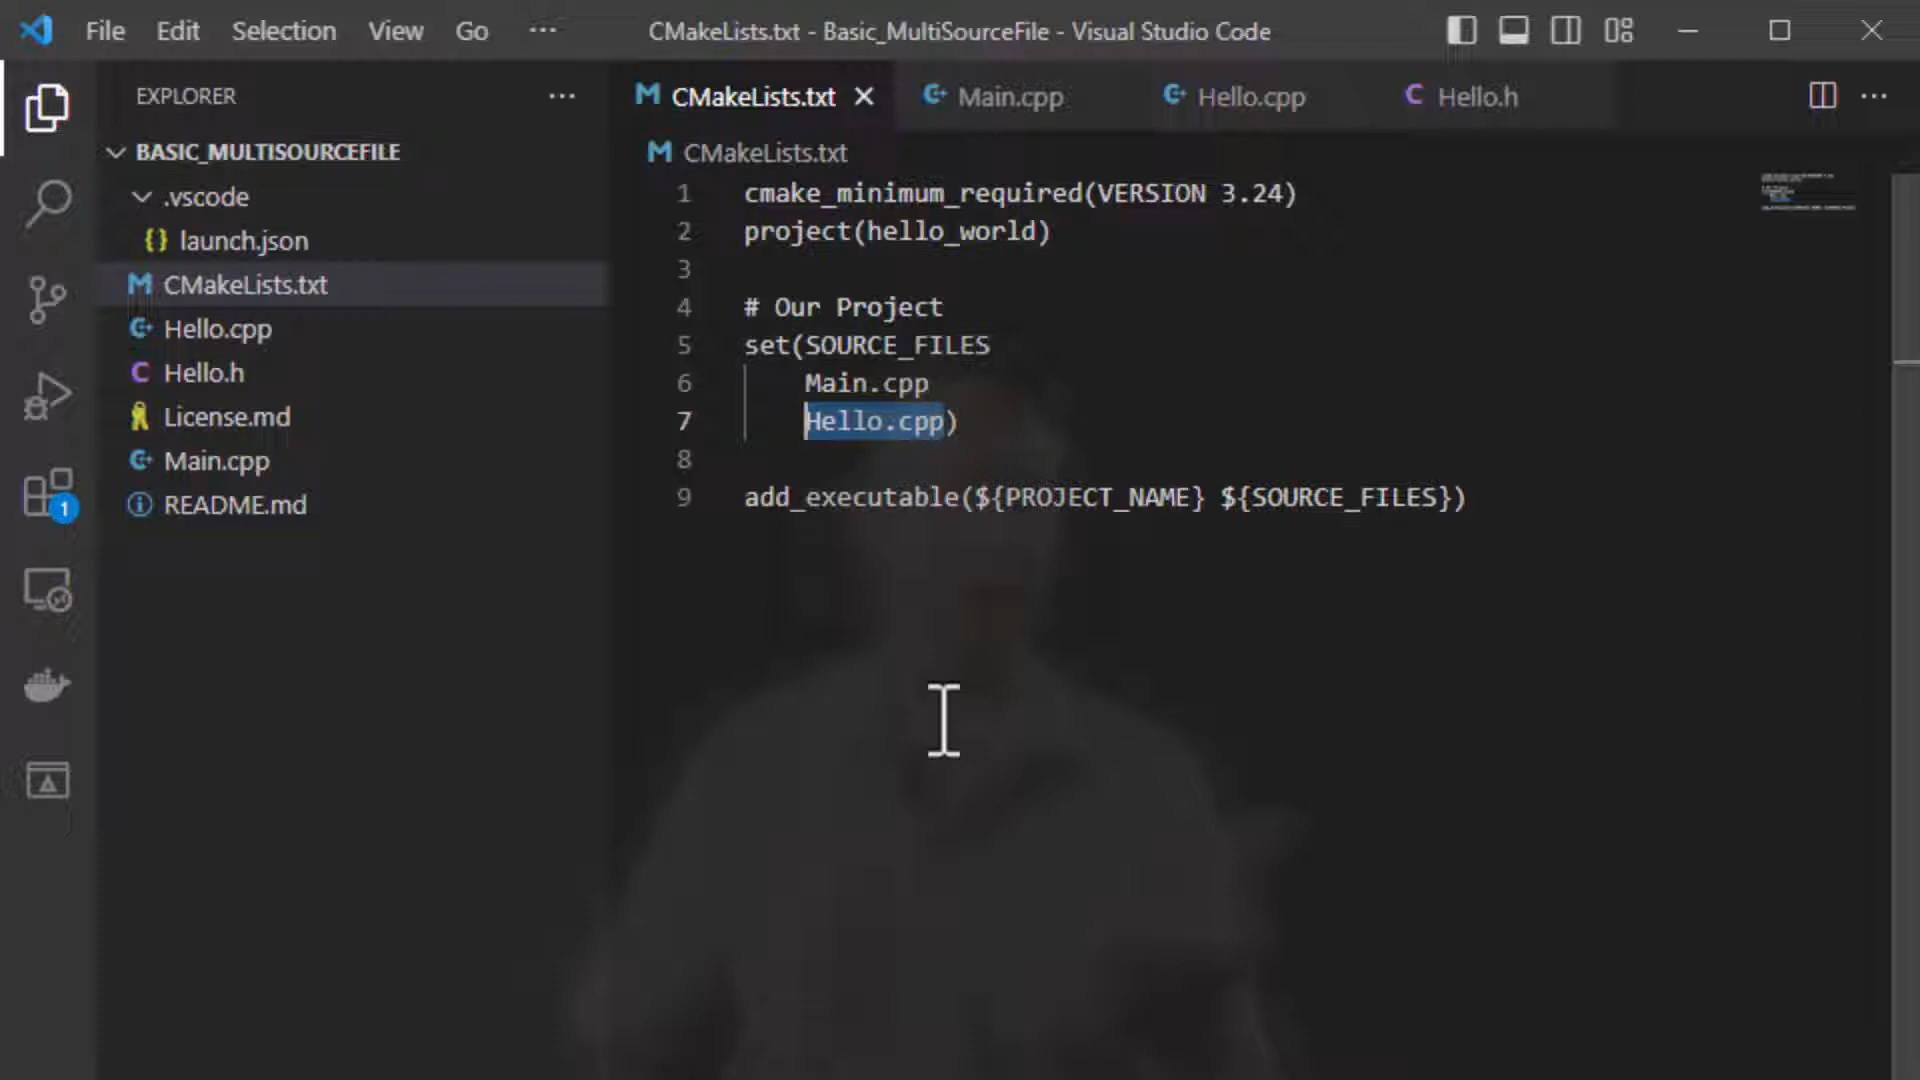 File Edit Selection View Go ··· CMakeLists.txt - Basic_MultiSourceFile - Visual Studio Code
EXPLORER ···
BASIC_MULTISOURCEFILE
.vscode
{} launch.json
CMakeLists.txt
Hello.cpp
Hello.h
License.md
Main.cpp
README.md
1
CMakeLists.txt Main.cpp Hello.cpp Hello.h
CMakeLists.txt
1 cmake_minimum_required(VERSION 3.24)
2 project(hello_world)
3
4 # Our Project
5 set(SOURCE_FILES
6 Main.cpp
7 Hello.cpp)
8
9 add_executable(${PROJECT_NAME} ${SOURCE_FILES})